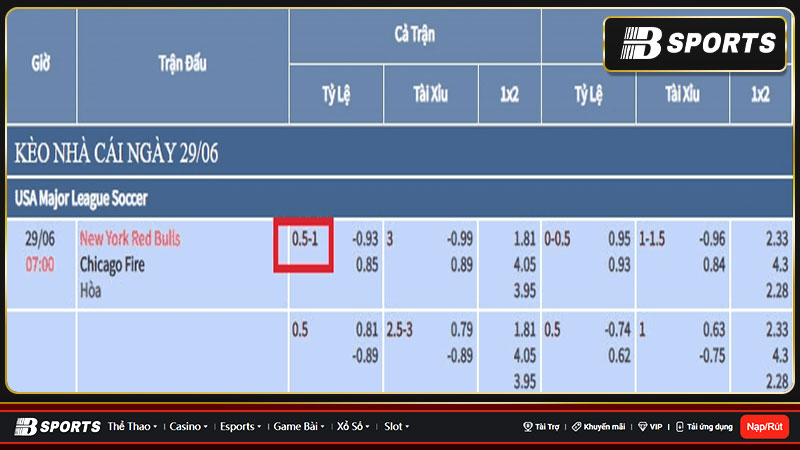 B SPORTS
Giờ Trận Đấu Cả Trận
Tỷ Lệ Tài Xỉu 1x2 Tỷ Lệ Tài Xỉu 1x2
KÈO NHÀ CÁI NGÀY 29/06
USA Major League Soccer
29/06 New York Red Bulls 0.5-1 -0.93 3 -0.99 1.81 0-0.5 0.95 1-1.5 -0.96 2.33
07:00 Chicago Fire 0.85 0.89 4.05 0.93 0.84 4.3
Hòa 3.95 2.28
0.5 0.81 2.5-3 0.79 1.81 0.5 -0.74 1 0.63 2.33
-0.89 -0.89 4.05 0.62 -0.75 4.3
3.95 2.28
B SPORTS Thể Thao Casino Esports Game Bài Xổ Số Slot Tài Trợ Khuyến mãi VIP Tải ứng dụng Nạp/Rút